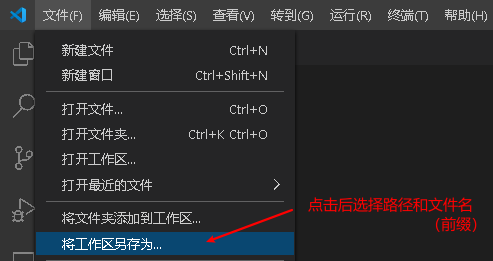 文件(F) 编辑(E) 选择(S) 查看(V) 转到(G) 运行(R) 终端(T) 帮助(H)
新建文件 Ctrl+N
新建窗口 Ctrl+Shift+N
打开文件... Ctrl+O
打开文件夹... Ctrl+K Ctrl+O
打开工作区...
打开最近的文件
将文件夹添加到工作区...
将工作区另存为...
点击后选择路径和文件名
（前缀）